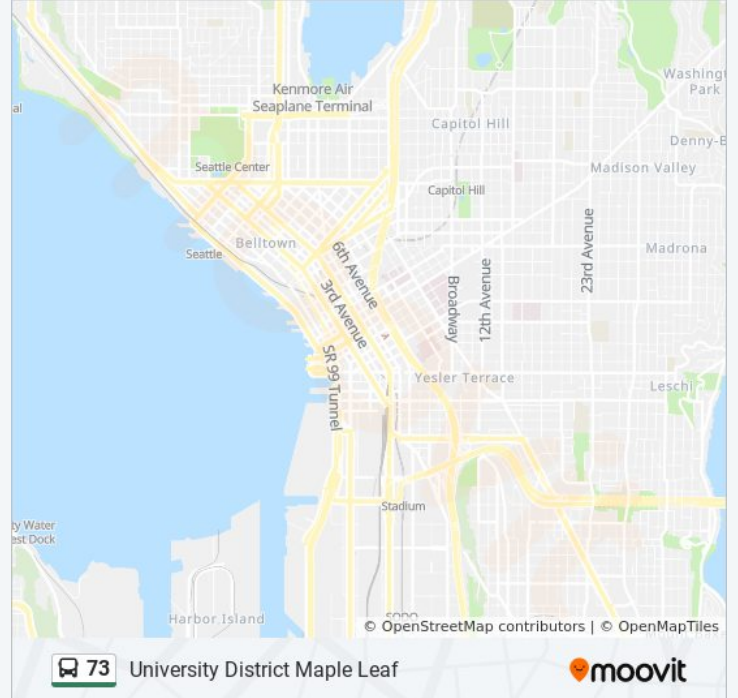 Washingt
Park
Kenmore Air
Seaplane Terminal
al
Capitol Hill
Denny-B
Seattle Center
Madison Valley
Capitol Hill
Belltown
Seattle
6th Avenue
3rd Avenue
SR 99 Tunnel
Broadway
12th Avenue
23rd Avenue
Madrona
Yesler Terrace
Leschi
Stadium
ty Water
est Dock
Harbor Island
© OpenStreetMap contributors | © OpenMapTiles
73 University District Maple Leaf
moovit